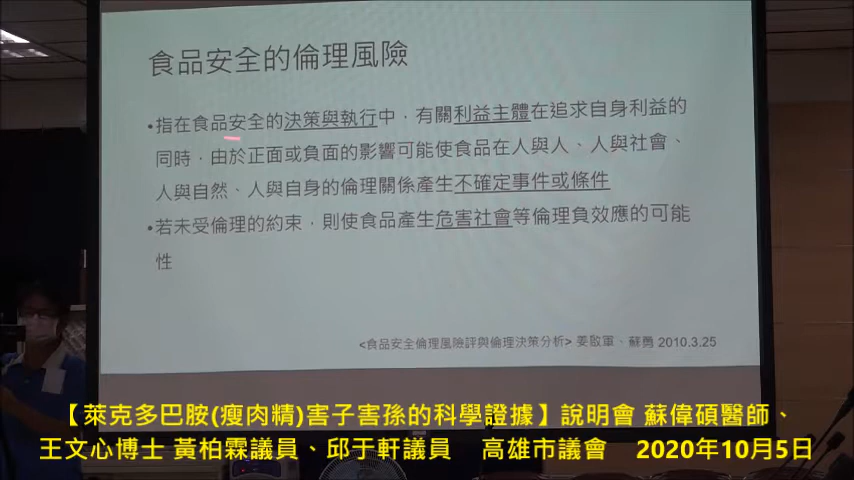 食品安全的倫理風險
•指在食品安全的決策與執行中，有關利益主體在追求自身利益的
同時，由於正面或負面的影響可能使食品在人與人、人與社會、
人與自然、人與自身的倫理關係產生不確定事件或條件
•若未受倫理的約束，則使食品產生危害社會等倫理負效應的可能
性
<食品安全倫理風險評與倫理決策分析> 姜啟軍、蘇勇 2010.3.25
【萊克多巴胺(瘦肉精)害子害孫的科學證據】說明會 蘇偉碩醫師、
王文心博士 黃柏霖議員、邱于軒議員 高雄市議會 2020年10月5日